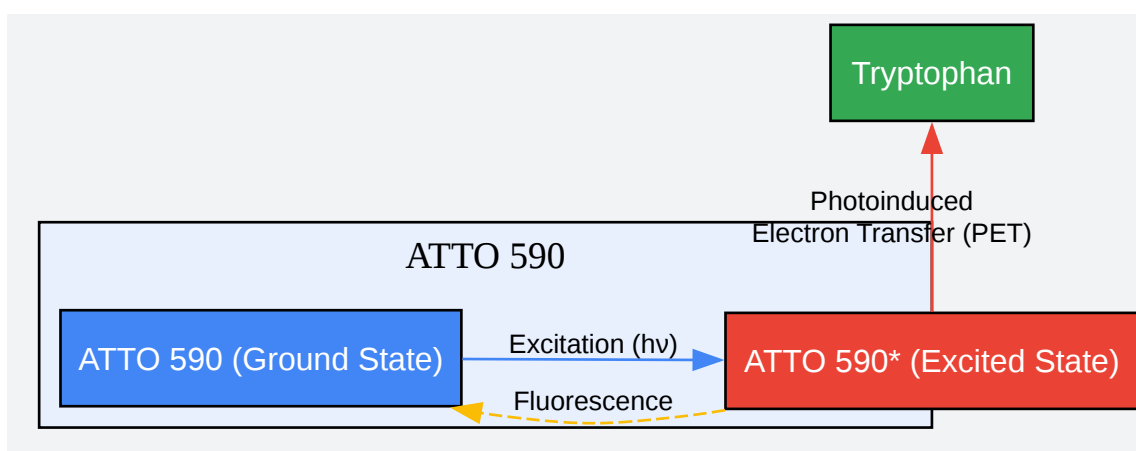 Tryptophan
Photoinduced
Electron Transfer (PET)
ATTO 590
ATTO 590 (Ground State)
Excitation (hν)
ATTO 590* (Excited State)
Fluorescence